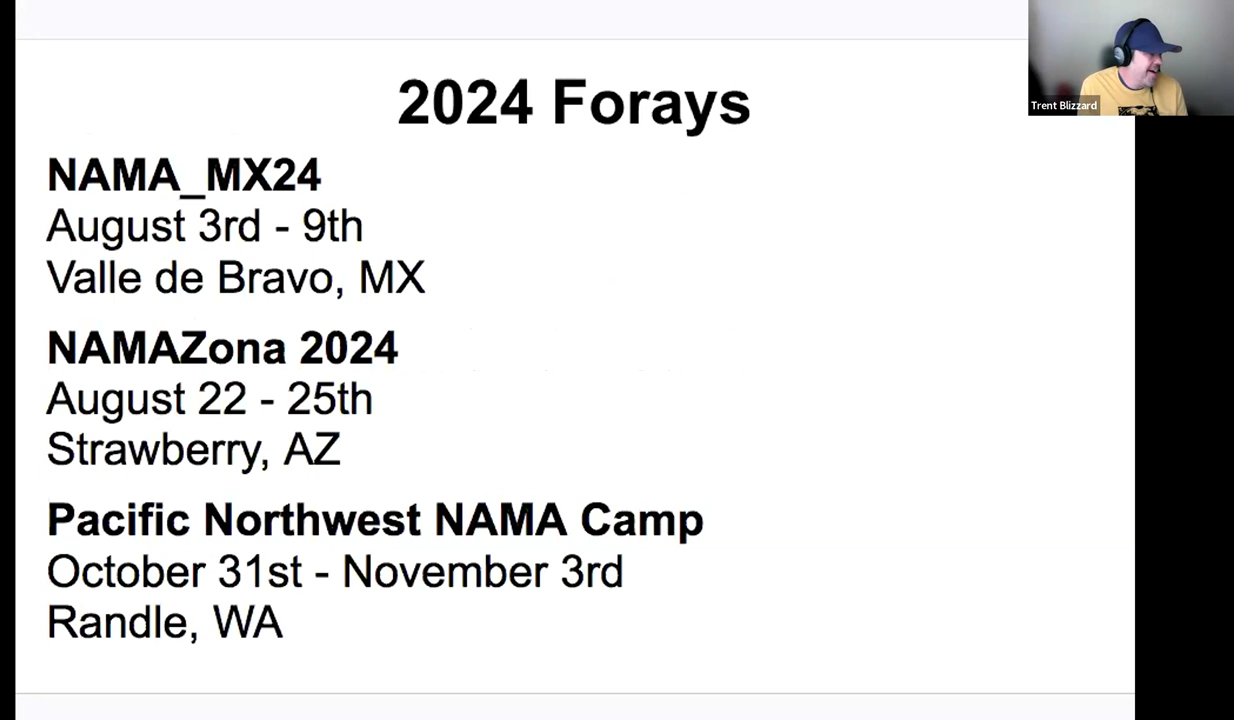 2024 Forays
Trent Blizzard
NAMA_MX24
August 3rd - 9th
Valle de Bravo, MX
NAMAZona 2024
August 22 - 25th
Strawberry, AZ
Pacific Northwest NAMA Camp
October 31st - November 3rd
Randle, WA